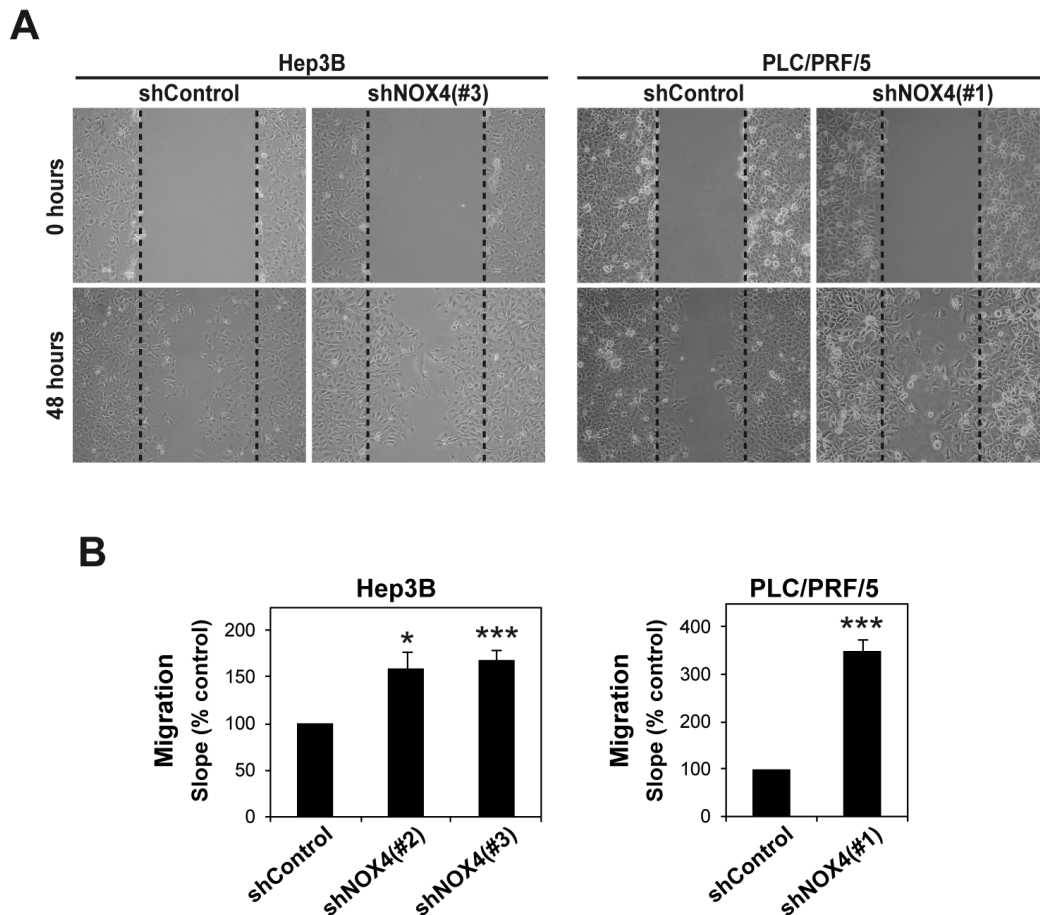 A
Hep3B
PLC/PRF/5
shControl
shNOX4(#3)
shControl
shNOX4(#1)
0 hours
48 hours
B
Hep3B
PLC/PRF/5
Migration
Slope (% control)
200
150
100
50
0
*
***
shControl
shNOX4(#2)
shNOX4(#3)
Migration
Slope (% control)
400
300
200
100
0
***
shControl
shNOX4(#1)